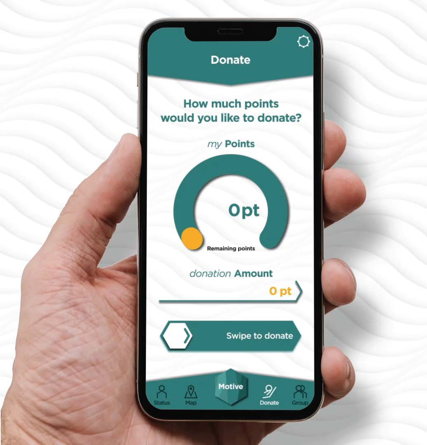 Donate
How much points
would you like to donate?
my Points
0pt
Remaining points
donation Amount
0 pt
Swipe to donate
Status
Map
Motive
Donate
Group